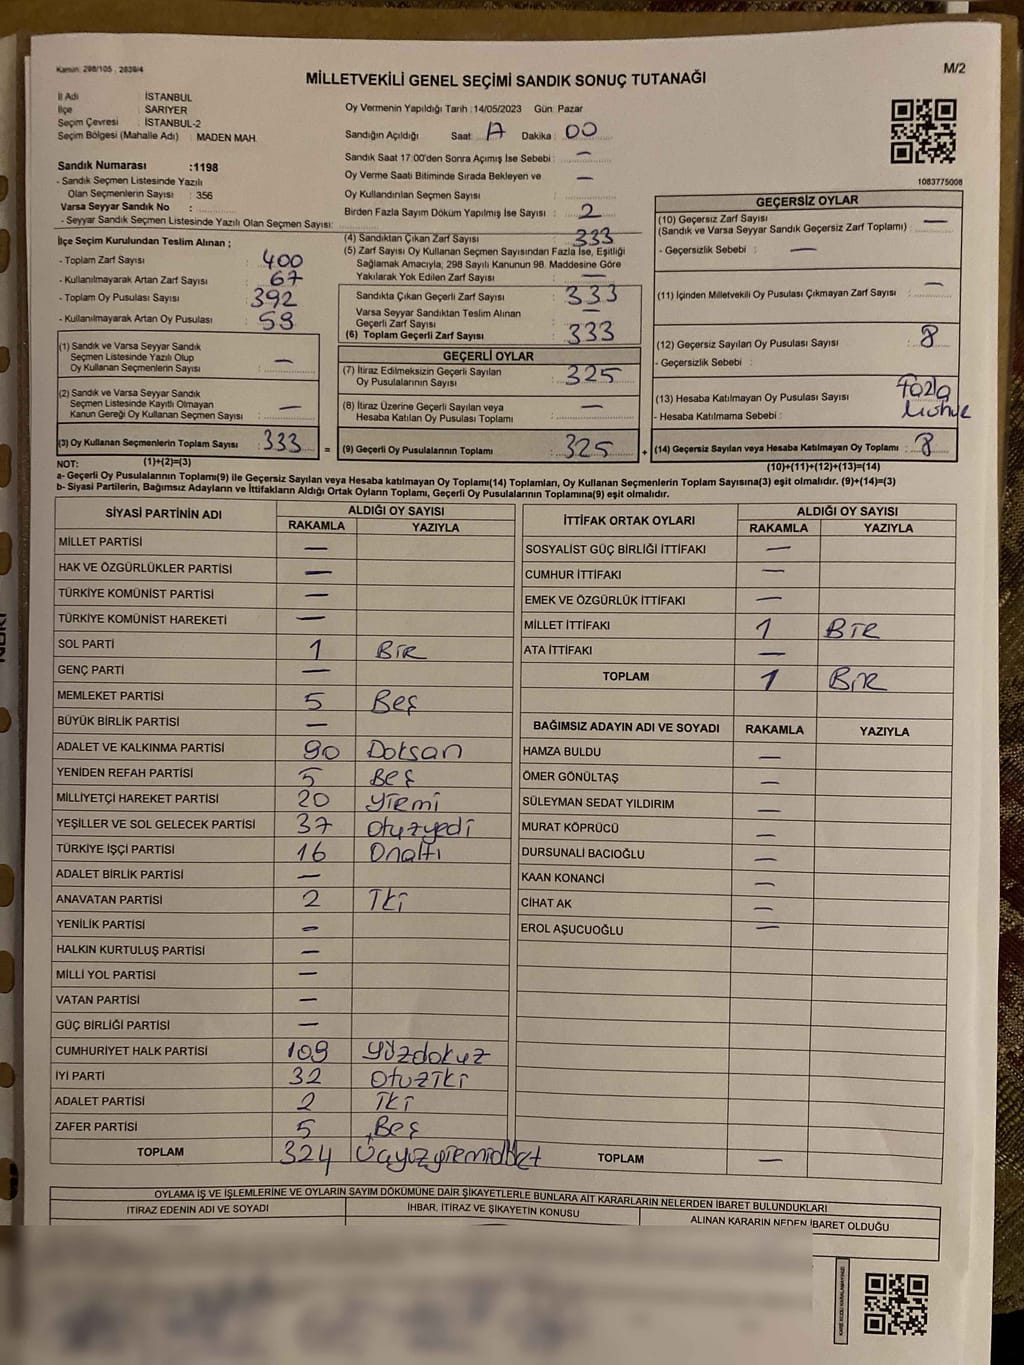 Kanun: 298/105 , 2839/4
M/2
MİLLETVEKİLİ GENEL SEÇİMİ SANDIK SONUÇ TUTANAĞI
İl Adı İSTANBUL
İlçe SARIYER
Seçim Çevresi İSTANBUL-2
Seçim Bölgesi (Mahalle Adı) MADEN MAH.
Sandık Numarası :1198
- Sandık Seçmen Listesinde Yazılı
Olan Seçmenlerin Sayısı : 356
Varsa Seyyar Sandık No :
- Seyyar Sandık Seçmen Listesinde Yazılı Olan Seçmen Sayısı:
Oy Vermenin Yapıldığı Tarih :14/05/2023 Gün: Pazar
Sandığın Açıldığı Saat: A Dakika : 00
Sandık Saat 17:00'den Sonra Açımış İse Sebebi : —
Oy Verme Saati Bitiminde Sırada Bekleyen ve —
Oy Kullandırılan Seçmen Sayısı
Birden Fazla Sayım Döküm Yapılmış İse Sayısı : 2
1083775006
İlçe Seçim Kurulundan Teslim Alınan ;
- Toplam Zarf Sayısı : 400
- Kullanılmayarak Artan Zarf Sayısı : 67
- Toplam Oy Pusulası Sayısı : 392
- Kullanılmayarak Artan Oy Pusulası : 59
(1) Sandık ve Varsa Seyyar Sandık
Seçmen Listesinde Yazılı Olup
Oy Kullanan Seçmenlerin Sayısı : —
(2) Sandık ve Varsa Seyyar Sandık
Seçmen Listesinde Kayıtlı Olmayan
Kanun Gereği Oy Kullanan Seçmen Sayısı : —
(3) Oy Kullanan Seçmenlerin Toplam Sayısı : 333 =
(1)+(2)=(3)
(4) Sandıktan Çıkan Zarf Sayısı : 333
(5) Zarf Sayısı Oy Kullanan Seçmen Sayısından Fazla İse, Eşitliği
Sağlamak Amacıyla; 298 Sayılı Kanunun 98. Maddesine Göre
Yakılarak Yok Edilen Zarf Sayısı : —
Sandıkta Çıkan Geçerli Zarf Sayısı : 333
Varsa Seyyar Sandıktan Teslim Alınan
Geçerli Zarf Sayısı : —
(6) Toplam Geçerli Zarf Sayısı : 333
GEÇERLİ OYLAR
(7) İtiraz Edilmeksizin Geçerli Sayılan
Oy Pusulalarının Sayısı : 325
(8) İtiraz Üzerine Geçerli Sayılan veya
Hesaba Katılan Oy Pusulası Toplamı : —
(9) Geçerli Oy Pusulalarının Toplamı : 325 +
GEÇERSİZ OYLAR
(10) Geçersiz Zarf Sayısı —
(Sandık ve Varsa Seyyar Sandık Geçersiz Zarf Toplamı) :
- Geçersizlik Sebebi : —
(11) İçinden Milletvekili Oy Pusulası Çıkmayan Zarf Sayısı : —
(12) Geçersiz Sayılan Oy Pusulası Sayısı : 8
- Geçersizlik Sebebi :
(13) Hesaba Katılmayan Oy Pusulası Sayısı : Fazla
- Hesaba Katılmama Sebebi :
(14) Geçersiz Sayılan veya Hesaba Katılmayan Oy Toplamı : 8
(10)+(11)+(12)+(13)=(14)
NOT:
a- Geçerli Oy Pusulalarının Toplamı(9) ile Geçersiz Sayılan veya Hesaba katılmayan Oy Toplamı(14) Toplamları, Oy Kullanan Seçmenlerin Toplam Sayısına(3) eşit olmalıdır. (9)+(14)=(3)
b- Siyasi Partilerin, Bağımsız Adayların ve İttifakların Aldığı Ortak Oyların Toplamı, Geçerli Oy Pusulalarının Toplamına(9) eşit olmalıdır.
SİYASİ PARTİNİN ADI ALDIĞI OY SAYISI
RAKAMLA YAZIYLA
MİLLET PARTİSİ —
HAK VE ÖZGÜRLÜKLER PARTİSİ —
TÜRKİYE KOMÜNİST PARTİSİ —
TÜRKİYE KOMÜNİST HAREKETİ —
SOL PARTİ 1 BİR
GENÇ PARTİ —
MEMLEKET PARTİSİ 5 Beş
BÜYÜK BİRLİK PARTİSİ —
ADALET VE KALKINMA PARTİSİ 90 Doksan
YENİDEN REFAH PARTİSİ 5 Beş
MİLLİYETÇİ HAREKET PARTİSİ 20 yİrmi
YEŞİLLER VE SOL GELECEK PARTİSİ 37 otuzyedi
TÜRKİYE İŞÇİ PARTİSİ 16 Onaltı
ADALET BİRLİK PARTİSİ —
ANAVATAN PARTİSİ 2 İki
YENİLİK PARTİSİ —
HALKIN KURTULUŞ PARTİSİ —
MİLLİ YOL PARTİSİ —
VATAN PARTİSİ —
GÜÇ BİRLİĞİ PARTİSİ —
CUMHURİYET HALK PARTİSİ 109 yüzdokuz
İYİ PARTİ 32 otuziki
ADALET PARTİSİ 2 İki
ZAFER PARTİSİ 5 Beş
TOPLAM 324 Üçyüzyirmidört
İTTİFAK ORTAK OYLARI ALDIĞI OY SAYISI
RAKAMLA YAZIYLA
SOSYALİST GÜÇ BİRLİĞİ İTTİFAKI —
CUMHUR İTTİFAKI —
EMEK VE ÖZGÜRLÜK İTTİFAKI —
MİLLET İTTİFAKI 1 BİR
ATA İTTİFAKI —
TOPLAM 1 BİR
BAĞIMSIZ ADAYIN ADI VE SOYADI RAKAMLA YAZIYLA
HAMZA BULDU —
ÖMER GÖNÜLTAŞ —
SÜLEYMAN SEDAT YILDIRIM —
MURAT KÖPRÜCÜ —
DURSUNALİ BACIOĞLU —
KAAN KONANCİ —
CİHAT AK —
EROL AŞUCUOĞLU —
TOPLAM —
OYLAMA İŞ VE İŞLEMLERİNE VE OYLARIN SAYIM DÖKÜMÜNE DAİR ŞİKAYETLERLE BUNLARA AİT KARARLARIN NELERDEN İBARET BULUNDUKLARI
İTİRAZ EDENİN ADI VE SOYADI İHBAR, İTİRAZ VE ŞİKAYETİN KONUSU ALINAN KARARIN NEDEN İBARET OLDUĞU